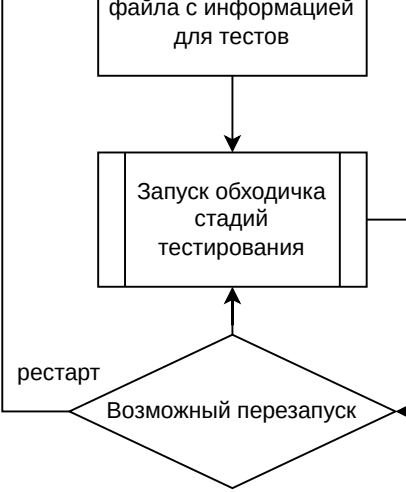 файла с информацией
для тестов
Запуск обходичка
стадий
тестирования
рестарт
Возможный перезапуск